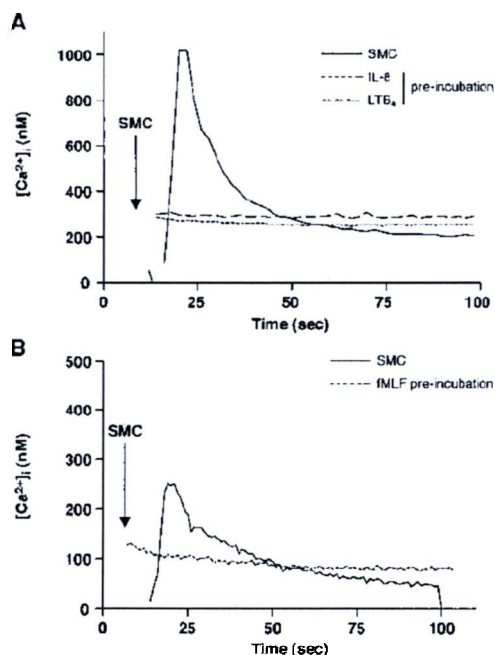 A
1000
800
600
400
200
0
[Ca²⁺]ᵢ (nM)
SMC
SMC
IL-8
LTB₄
pre-incubation
0
25
50
75
100
Time (sec)
B
500
400
300
200
100
0
[Ca²⁺]ᵢ (nM)
SMC
SMC
fMLF pre-incubation
0
25
50
75
100
Time (sec)